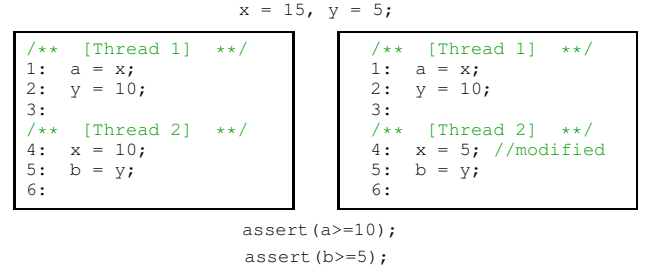 x = 15, y = 5;
/** [Thread 1] **/
1: a = x;
2: y = 10;
3:
/** [Thread 2] **/
4: x = 10;
5: b = y;
6:
/** [Thread 1] **/
1: a = x;
2: y = 10;
3:
/** [Thread 2] **/
4: x = 5; //modified
5: b = y;
6:
assert(a>=10);
assert(b>=5);